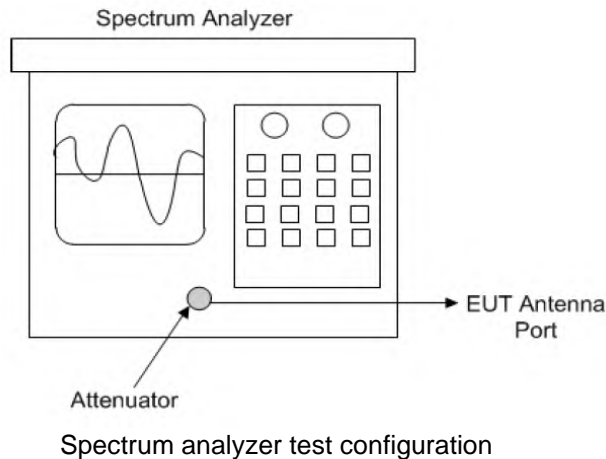 Spectrum Analyzer
EUT Antenna
Port
Attenuator
Spectrum analyzer test configuration